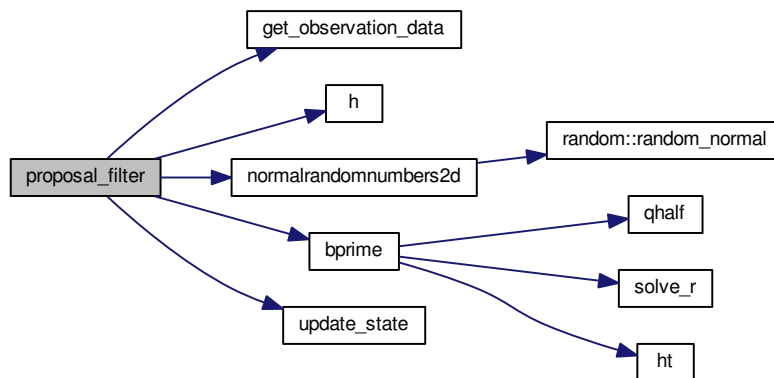 get_observation_data
h
random::random_normal
proposal_filter
normalrandomnumbers2d
qhalf
bprime
solve_r
update_state
ht